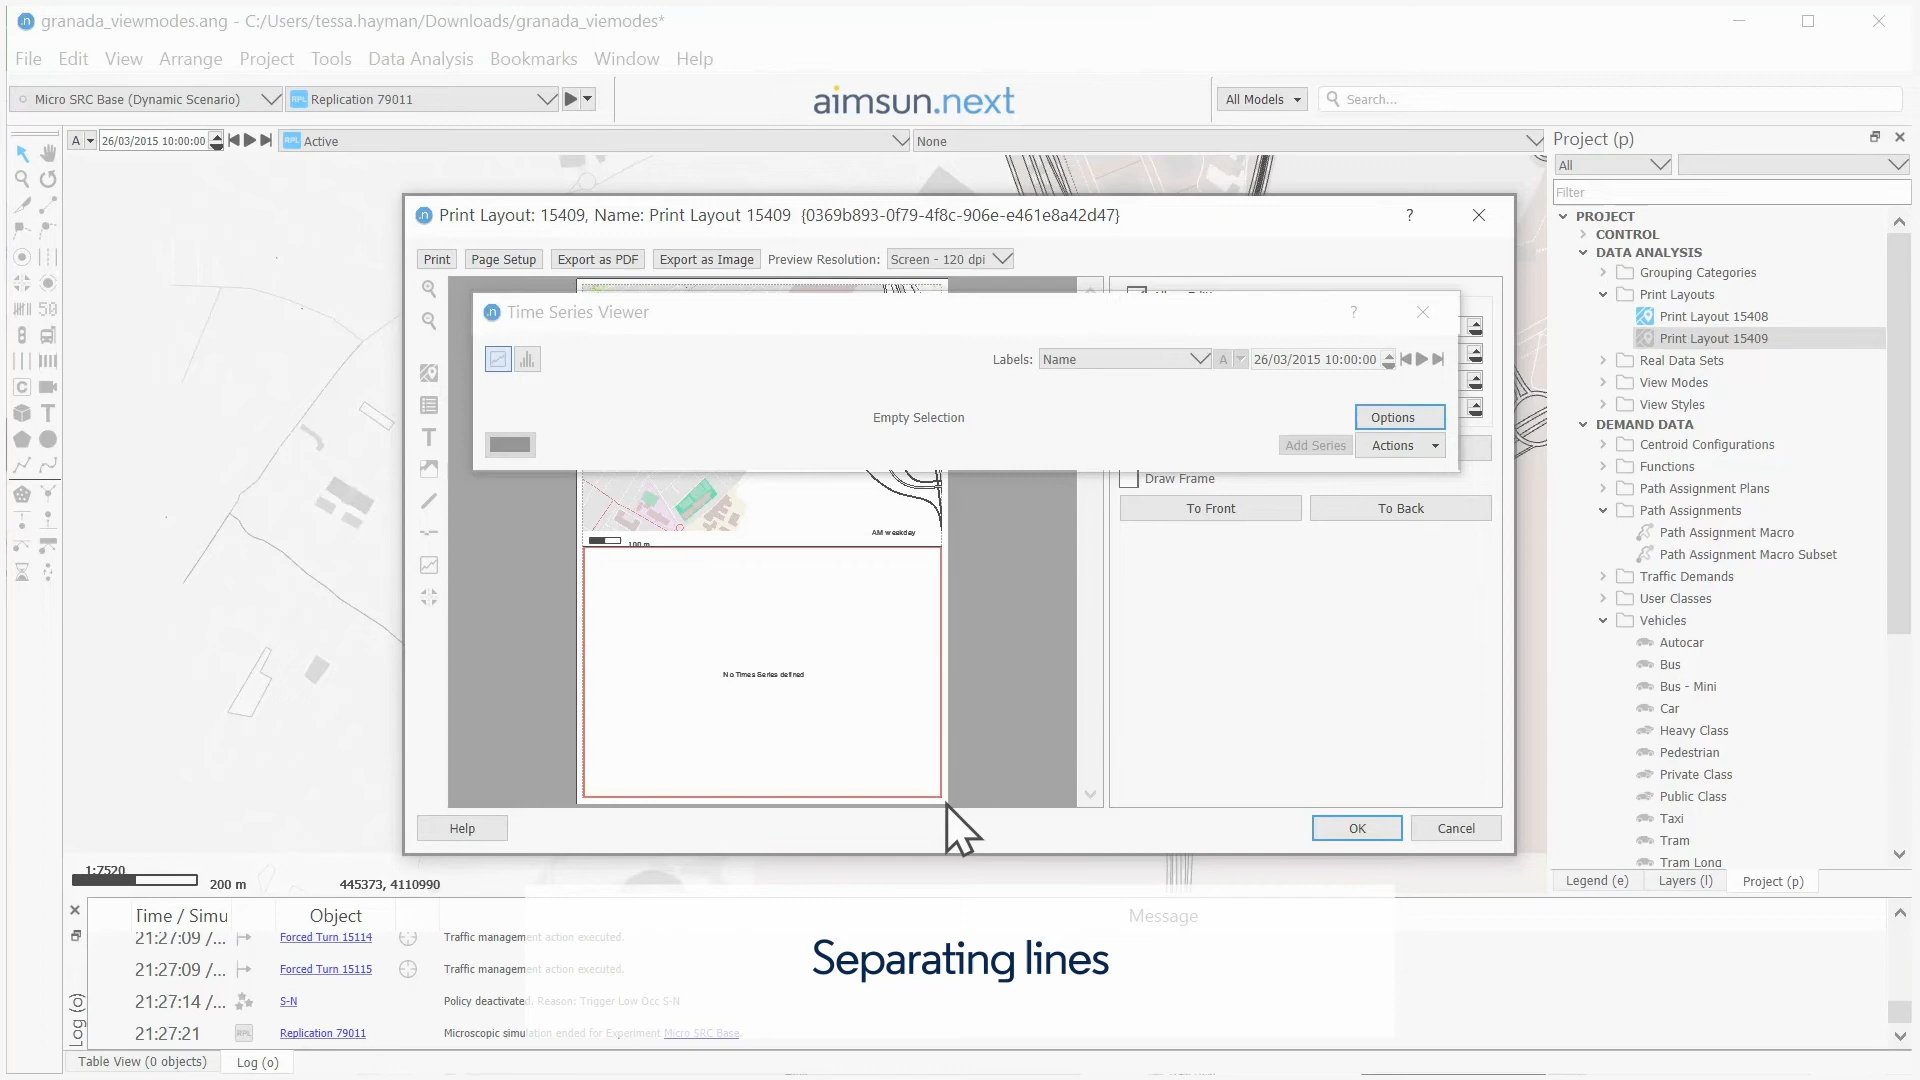 granada_viewmodes.ang - C:/Users/tessa.hayman/Downloads/granada_viemodes*
File Edit View Arrange Project Tools Data Analysis Bookmarks Window Help
Micro SRC Base (Dynamic Scenario) RPL Replication 79011 aimsun.next All Models Search...
A 26/03/2015 10:00:00 RPL Active None
Project (p)
All
Filter
PROJECT
CONTROL
DATA ANALYSIS
Grouping Categories
Print Layouts
Print Layout 15408
Print Layout 15409
Real Data Sets
View Modes
View Styles
DEMAND DATA
Centroid Configurations
Functions
Path Assignment Plans
Path Assignments
Path Assignment Macro
Path Assignment Macro Subset
Traffic Demands
User Classes
Vehicles
Autocar
Bus
Bus - Mini
Car
Heavy Class
Pedestrian
Private Class
Public Class
Taxi
Tram
Tram Long
Legend (e) Layers (l) Project (p)
Print Layout: 15409, Name: Print Layout 15409 {0369b893-0f79-4f8c-906e-e461e8a42d47}
Print Page Setup Export as PDF Export as Image Preview Resolution: Screen - 120 dpi
Time Series Viewer
Labels: Name A 26/03/2015 10:00:00
Empty Selection
Options
Add Series Actions
Draw Frame
To Front To Back
AM weekday
100 m
No Times Series defined
Help OK Cancel
50
1:7520
200 m 445373, 4110990
Time / Simu Object Message
21:27:09 /... Forced Turn 15114 Traffic management action executed.
21:27:09 /... Forced Turn 15115 Traffic management action executed.
21:27:14 /... S-N Policy deactivated. Reason: Trigger Low Occ S-N
21:27:21 RPL Replication 79011 Microscopic simulation ended for Experiment Micro SRC Base.
Separating lines
Log (o)
Table View (0 objects) Log (o)